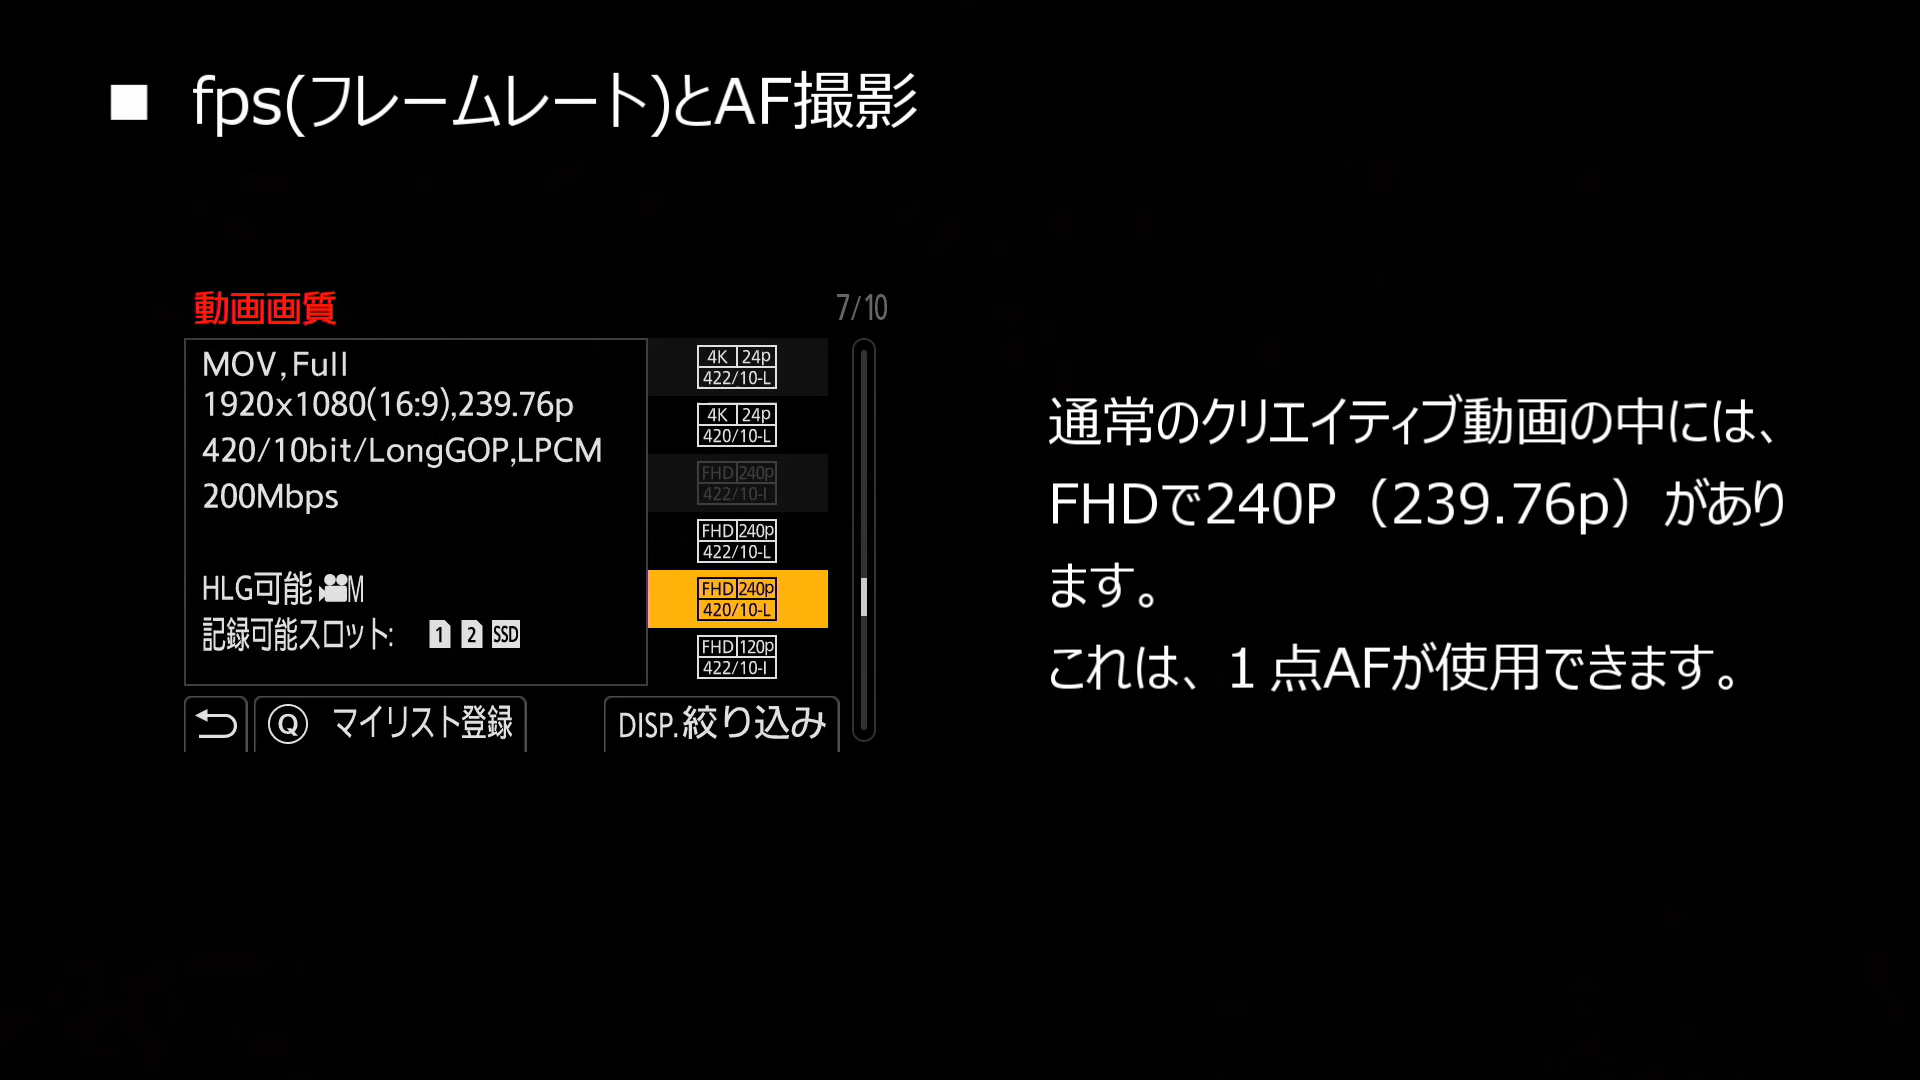 ■ fps(フレームレート)とAF撮影
動画画質
7/10
MOV,Full
1920x1080(16:9),239.76p
420/10bit/LongGOP,LPCM
200Mbps
HLG可能 M
記録可能スロット: 1 2 SSD
4K 24p
422/10-L
4K 24p
420/10-L
FHD 240p
422/10-I
FHD 240p
422/10-L
FHD 240p
420/10-L
FHD 120p
422/10-I
Q マイリスト登録
DISP.絞り込み
通常のクリエイティブ動画の中には、
FHDで240P（239.76p）があり
ます。
これは、１点AFが使用できます。